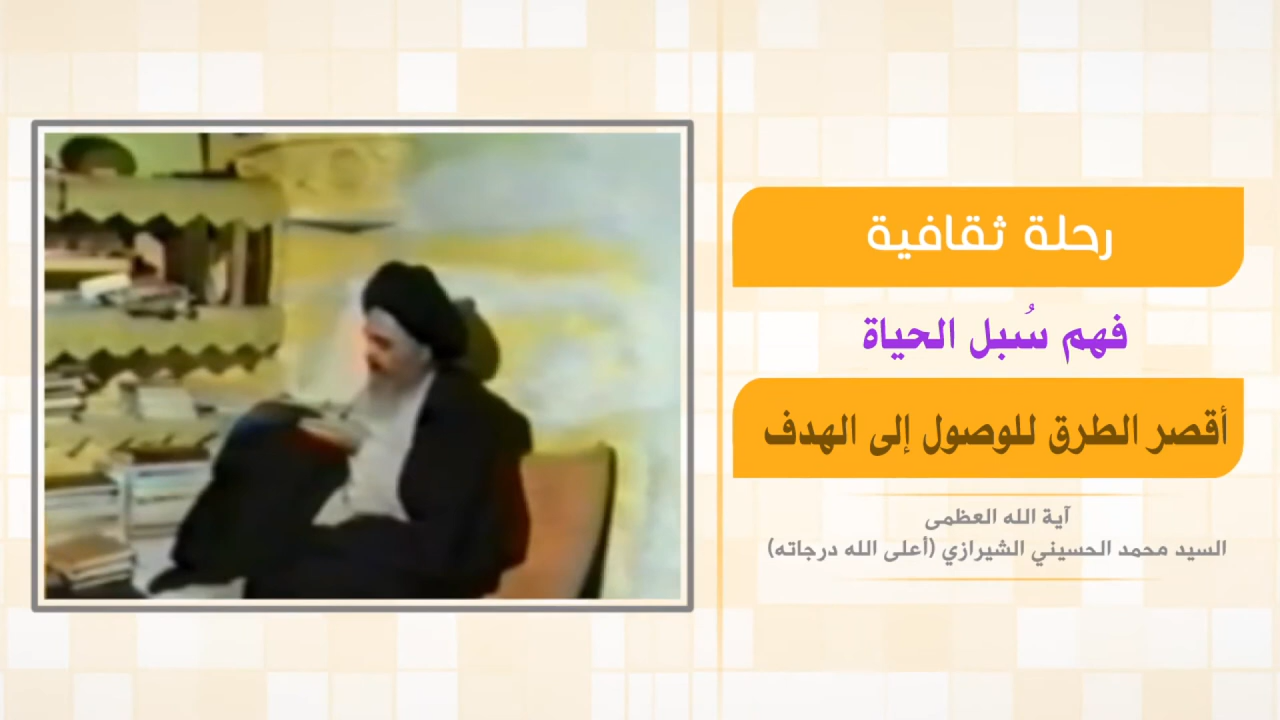 رحلة ثقافية
فهم سُبل الحياة
أقصر الطرق للوصول إلى الهدف
آية الله العظمى
السيد محمد الحسيني الشيرازي (أعلى الله درجاته)